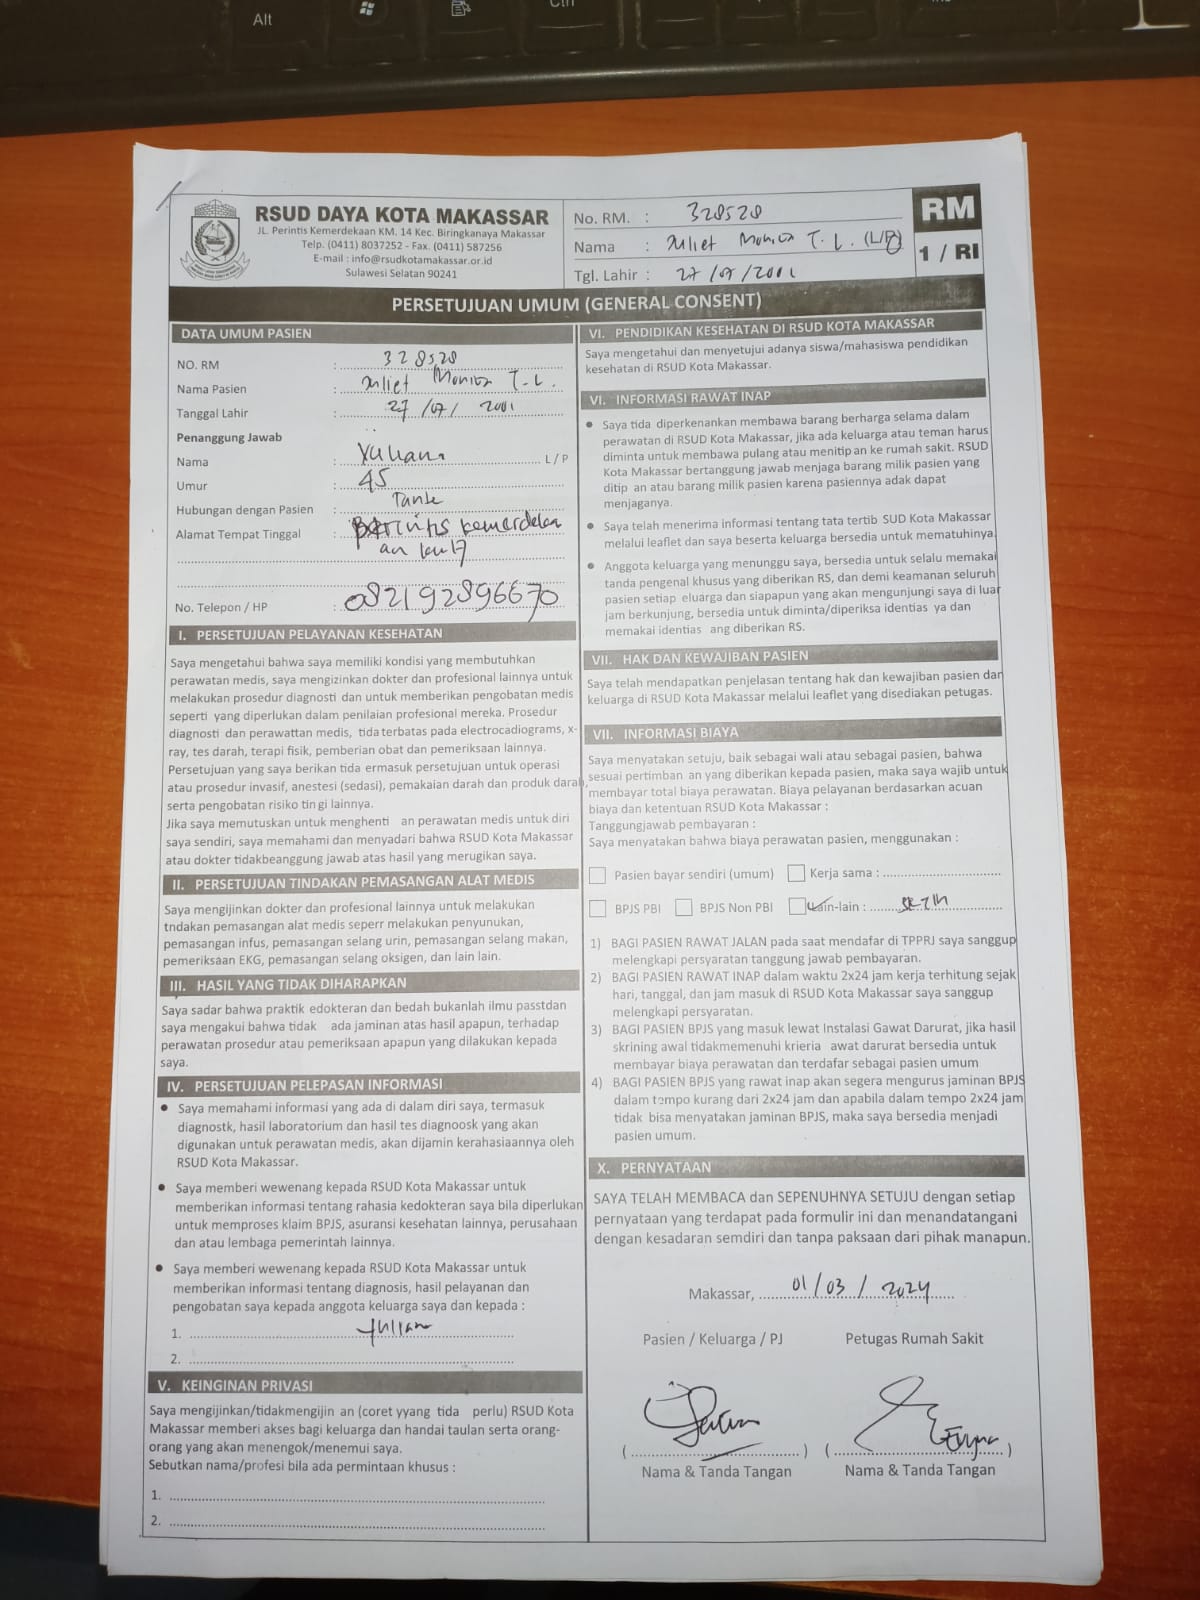 Alt
Ctrl
RSUD DAYA KOTA MAKASSAR
JL. Perintis Kemerdekaan KM. 14 Kec. Biringkanaya Makassar
Telp. (0411) 8037252 - Fax. (0411) 587256
E-mail : info@rsudkotamakassar.or.id
Sulawesi Selatan 90241
No. RM. : 328528
Nama : Juliet Monica T. L. (L/P)
Tgl. Lahir : 27/07/2001
RM
1 / RI
PERSETUJUAN UMUM (GENERAL CONSENT)
DATA UMUM PASIEN
NO. RM : 328528
Nama Pasien : Juliet Monica T.L.
Tanggal Lahir : 27/07/2001
Penanggung Jawab
Nama : Yuliana L / P
Umur : 45
Hubungan dengan Pasien : Tante
Alamat Tempat Tinggal : Perintis kemerdeka
an km 17
No. Telepon / HP : 082192896670
I. PERSETUJUAN PELAYANAN KESEHATAN
Saya mengetahui bahwa saya memiliki kondisi yang membutuhkan
perawatan medis, saya mengizinkan dokter dan profesional lainnya untuk
melakukan prosedur diagnosti dan untuk memberikan pengobatan medis
seperti yang diperlukan dalam penilaian profesional mereka. Prosedur
diagnosti dan perawattan medis, tida terbatas pada electrocadiograms, x-
ray, tes darah, terapi fisik, pemberian obat dan pemeriksaan lainnya.
Persetujuan yang saya berikan tida ermasuk persetujuan untuk operasi
atau prosedur invasif, anestesi (sedasi), pemakaian darah dan produk darah,
serta pengobatan risiko tin gi lainnya.
Jika saya memutuskan untuk menghenti an perawatan medis untuk diri
saya sendiri, saya memahami dan menyadari bahwa RSUD Kota Makassar
atau dokter tidakbeanggung jawab atas hasil yang merugikan saya.
II. PERSETUJUAN TINDAKAN PEMASANGAN ALAT MEDIS
Saya mengijinkan dokter dan profesional lainnya untuk melakukan
tndakan pemasangan alat medis seperr melakukan penyunukan,
pemasangan infus, pemasangan selang urin, pemasangan selang makan,
pemeriksaan EKG, pemasangan selang oksigen, dan lain lain.
III. HASIL YANG TIDAK DIHARAPKAN
Saya sadar bahwa praktik edokteran dan bedah bukanlah ilmu passtdan
saya mengakui bahwa tidak ada jaminan atas hasil apapun, terhadap
perawatan prosedur atau pemeriksaan apapun yang dilakukan kepada
saya.
IV. PERSETUJUAN PELEPASAN INFORMASI
• Saya memahami informasi yang ada di dalam diri saya, termasuk
diagnostk, hasil laboratorium dan hasil tes diagnoosk yang akan
digunakan untuk perawatan medis, akan dijamin kerahasiaannya oleh
RSUD Kota Makassar.
• Saya memberi wewenang kepada RSUD Kota Makassar untuk
memberikan informasi tentang rahasia kedokteran saya bila diperlukan
untuk memproses klaim BPJS, asuransi kesehatan lainnya, perusahaan
dan atau lembaga pemerintah lainnya.
• Saya memberi wewenang kepada RSUD Kota Makassar untuk
memberikan informasi tentang diagnosis, hasil pelayanan dan
pengobatan saya kepada anggota keluarga saya dan kepada :
1. Yuliana
2.
V. KEINGINAN PRIVASI
Saya mengijinkan/tidakmengijin an (coret yyang tida perlu) RSUD Kota
Makassar memberi akses bagi keluarga dan handai taulan serta orang-
orang yang akan menengok/menemui saya.
Sebutkan nama/profesi bila ada permintaan khusus :
1.
2.
VI. PENDIDIKAN KESEHATAN DI RSUD KOTA MAKASSAR
Saya mengetahui dan menyetujui adanya siswa/mahasiswa pendidikan
kesehatan di RSUD Kota Makassar.
VI. INFORMASI RAWAT INAP
• Saya tida diperkenankan membawa barang berharga selama dalam
perawatan di RSUD Kota Makassar, jika ada keluarga atau teman harus
diminta untuk membawa pulang atau menitip an ke rumah sakit. RSUD
Kota Makassar bertanggung jawab menjaga barang milik pasien yang
ditip an atau barang milik pasien karena pasiennya adak dapat
menjaganya.
• Saya telah menerima informasi tentang tata tertib SUD Kota Makassar
melalui leaflet dan saya beserta keluarga bersedia untuk mematuhinya.
• Anggota keluarga yang menunggu saya, bersedia untuk selalu memakai
tanda pengenal khusus yang diberikan RS, dan demi keamanan seluruh
pasien setiap eluarga dan siapapun yang akan mengunjungi saya di luar
jam berkunjung, bersedia untuk diminta/diperiksa identias ya dan
memakai identias ang diberikan RS.
VII. HAK DAN KEWAJIBAN PASIEN
Saya telah mendapatkan penjelasan tentang hak dan kewajiban pasien dan
keluarga di RSUD Kota Makassar melalui leaflet yang disediakan petugas.
VII. INFORMASI BIAYA
Saya menyatakan setuju, baik sebagai wali atau sebagai pasien, bahwa
sesuai pertimban an yang diberikan kepada pasien, maka saya wajib untuk
membayar total biaya perawatan. Biaya pelayanan berdasarkan acuan
biaya dan ketentuan RSUD Kota Makassar :
Tanggungjawab pembayaran :
Saya menyatakan bahwa biaya perawatan pasien, menggunakan :
Pasien bayar sendiri (umum) Kerja sama :
BPJS PBI BPJS Non PBI Lain-lain :
1) BAGI PASIEN RAWAT JALAN pada saat mendafar di TPPRJ saya sanggup
melengkapi persyaratan tanggung jawab pembayaran.
2) BAGI PASIEN RAWAT INAP dalam waktu 2x24 jam kerja terhitung sejak
hari, tanggal, dan jam masuk di RSUD Kota Makassar saya sanggup
melengkapi persyaratan.
3) BAGI PASIEN BPJS yang masuk lewat Instalasi Gawat Darurat, jika hasil
skrining awal tidakmemenuhi krieria awat darurat bersedia untuk
membayar biaya perawatan dan terdafar sebagai pasien umum
4) BAGI PASIEN BPJS yang rawat inap akan segera mengurus jaminan BPJS
dalam tempo kurang dari 2x24 jam dan apabila dalam tempo 2x24 jam
tidak bisa menyatakan jaminan BPJS, maka saya bersedia menjadi
pasien umum.
X. PERNYATAAN
SAYA TELAH MEMBACA dan SEPENUHNYA SETUJU dengan setiap
pernyataan yang terdapat pada formulir ini dan menandatangani
dengan kesadaran semdiri dan tanpa paksaan dari pihak manapun.
Makassar, 01/03/2024
Pasien / Keluarga / PJ Petugas Rumah Sakit
( ) ( )
Nama & Tanda Tangan Nama & Tanda Tangan